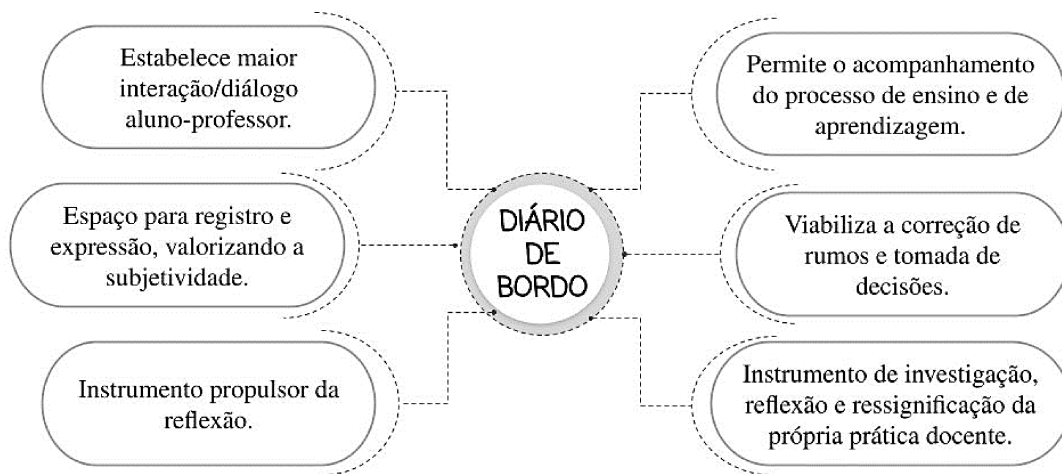 Estabelece maior
interação/diálogo
aluno-professor.
Espaço para registro e
expressão, valorizando a
subjetividade.
Instrumento propulsor da
reflexão.
DIÁRIO
DE
BORDO
Permite o acompanhamento
do processo de ensino e de
aprendizagem.
Viabiliza a correção de
rumos e tomada de
decisões.
Instrumento de investigação,
reflexão e ressignificação da
própria prática docente.